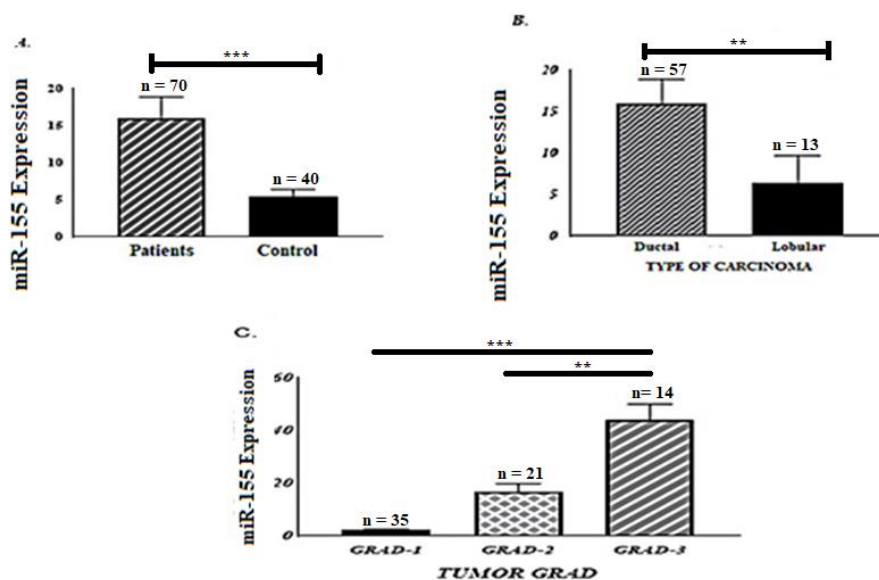 A.
***
miR-155 Expression
20
15
10
5
0
n = 70
n = 40
Patients
Control
B.
**
miR-155 Expression
20
15
10
5
0
n = 57
n = 13
Ductal
Lobular
TYPE OF CARCINOMA
C.
***
**
miR-155 Expression
60
40
20
0
n = 35
n = 21
n= 14
GRAD-1
GRAD-2
GRAD-3
TUMOR GRAD